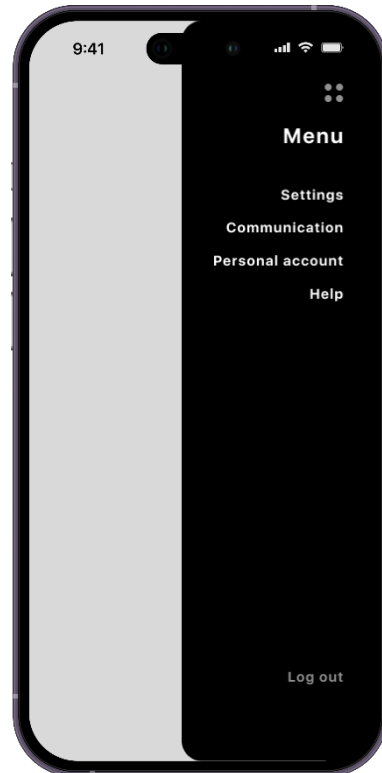 9:41
Menu
Settings
Communication
Personal account
Help
Log out